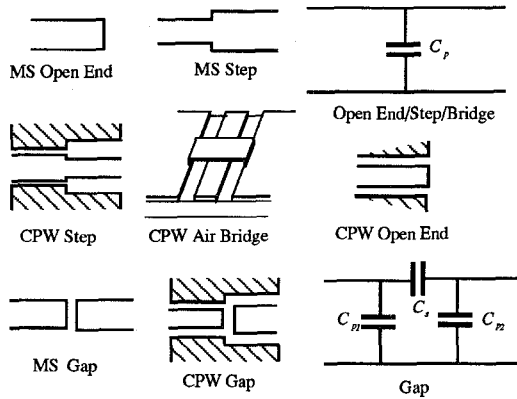 MS Open End
MS Step
C_p
Open End/Step/Bridge
CPW Step
CPW Air Bridge
CPW Open End
C_s
C_p1
C_p2
MS Gap
CPW Gap
Gap